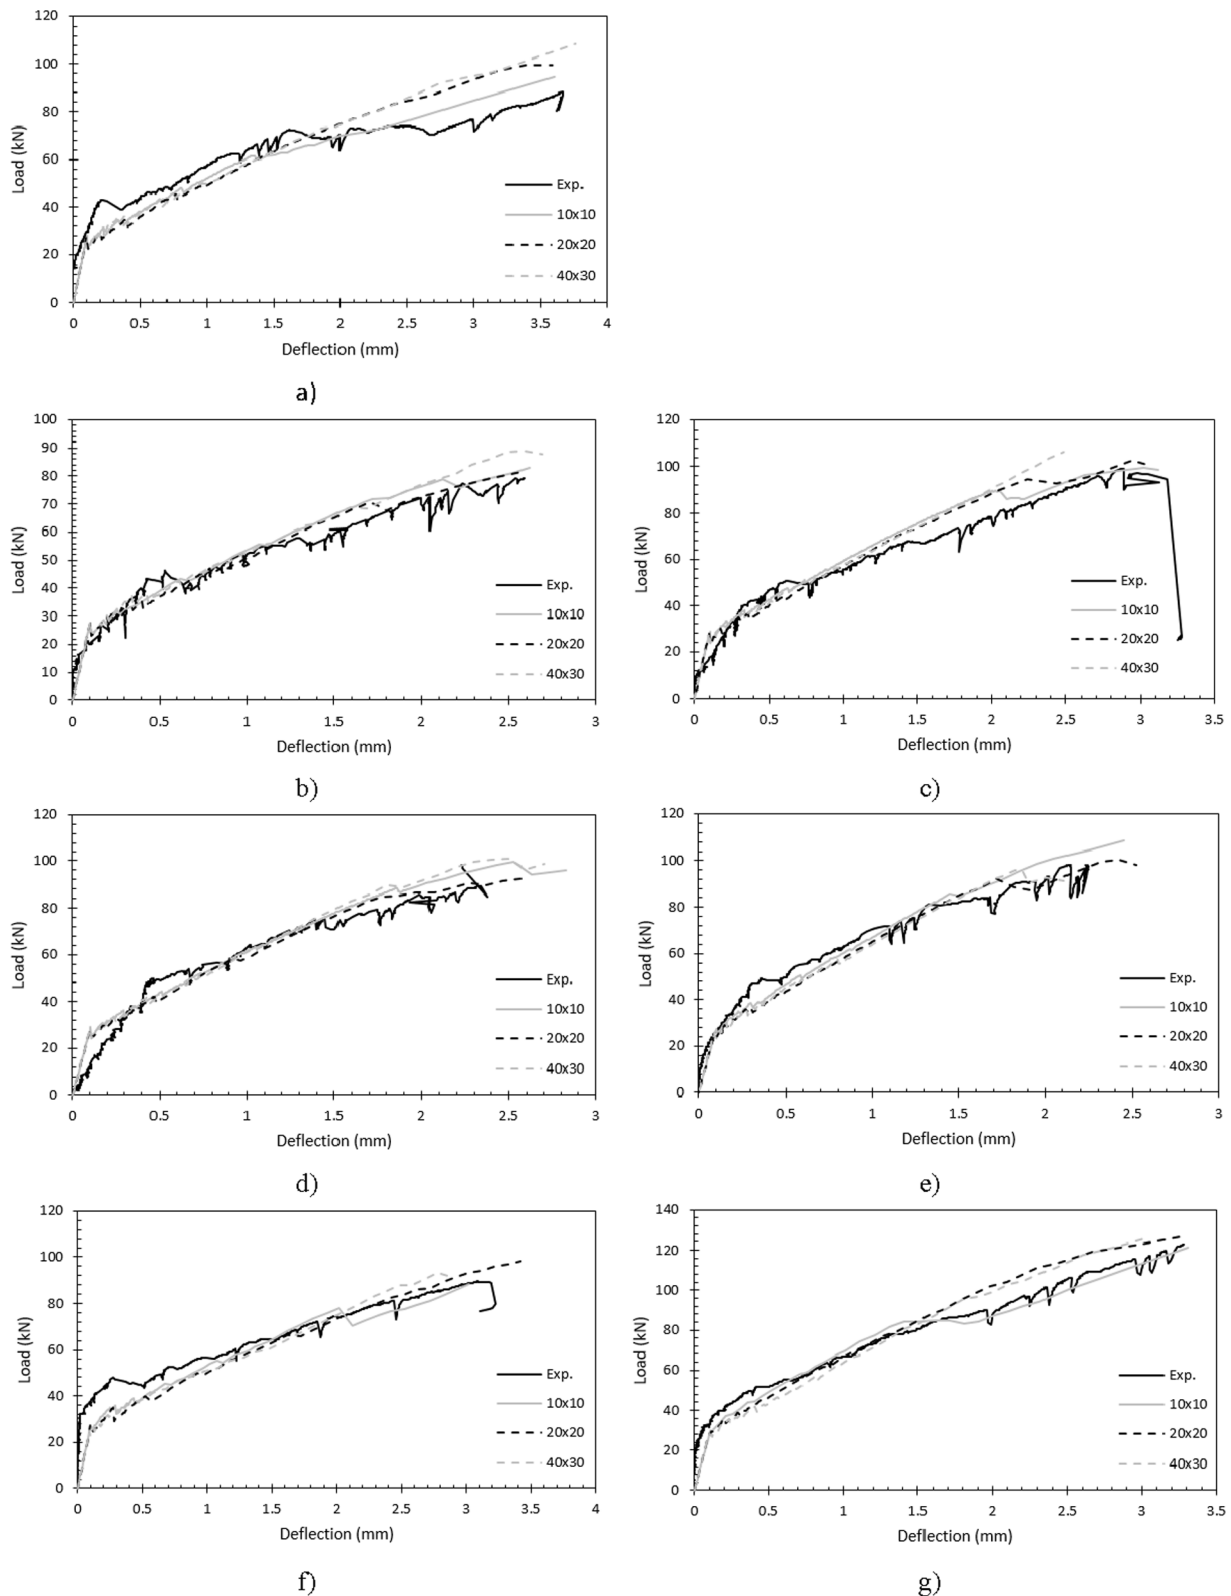 120
100
80
60
40
20
0
Load (kN)
Exp.
10x10
20x20
40x30
0 0.5 1 1.5 2 2.5 3 3.5 4
Deflection (mm)
a)
100
90
80
70
60
50
40
30
20
10
0
Load (kN)
Exp.
10x10
20x20
40x30
0 0.5 1 1.5 2 2.5 3
Deflection (mm)
b)
120
100
80
60
40
20
0
Load (kN)
Exp.
10x10
20x20
40x30
0 0.5 1 1.5 2 2.5 3 3.5
Deflection (mm)
c)
120
100
80
60
40
20
0
Load (kN)
Exp.
10x10
20x20
40x30
0 0.5 1 1.5 2 2.5 3
Deflection (mm)
d)
120
100
80
60
40
20
0
Load (kN)
Exp.
10x10
20x20
40x30
0 0.5 1 1.5 2 2.5 3
Deflection (mm)
e)
120
100
80
60
40
20
0
Load (kN)
Exp.
10x10
20x20
40x30
0 0.5 1 1.5 2 2.5 3 3.5 4
Deflection (mm)
f)
140
120
100
80
60
40
20
0
Load (kN)
Exp.
10x10
20x20
40x30
0 0.5 1 1.5 2 2.5 3 3.5
Deflection (mm)
g)